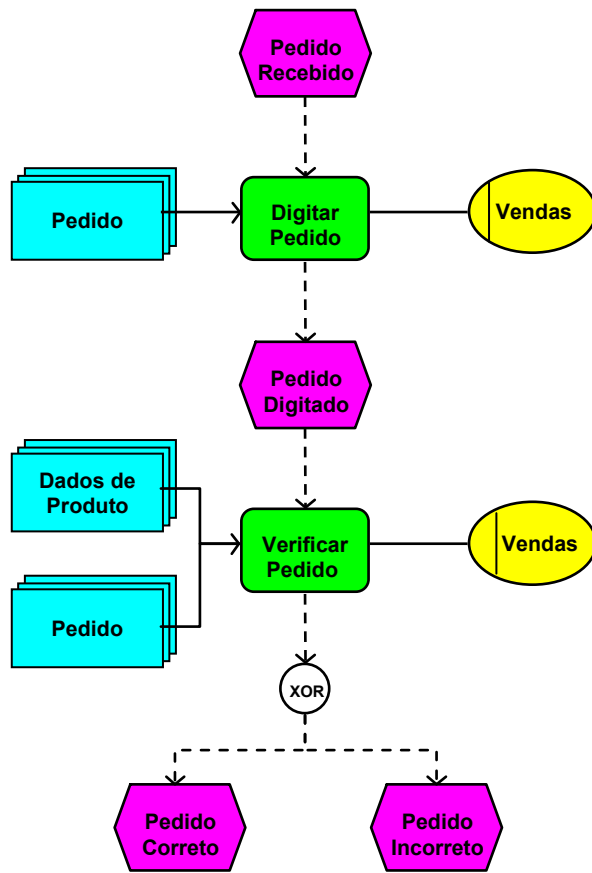 Pedido
Recebido
Pedido
Digitar
Pedido
Vendas
Pedido
Digitado
Dados de
Produto
Verificar
Pedido
Vendas
Pedido
XOR
Pedido
Correto
Pedido
Incorreto